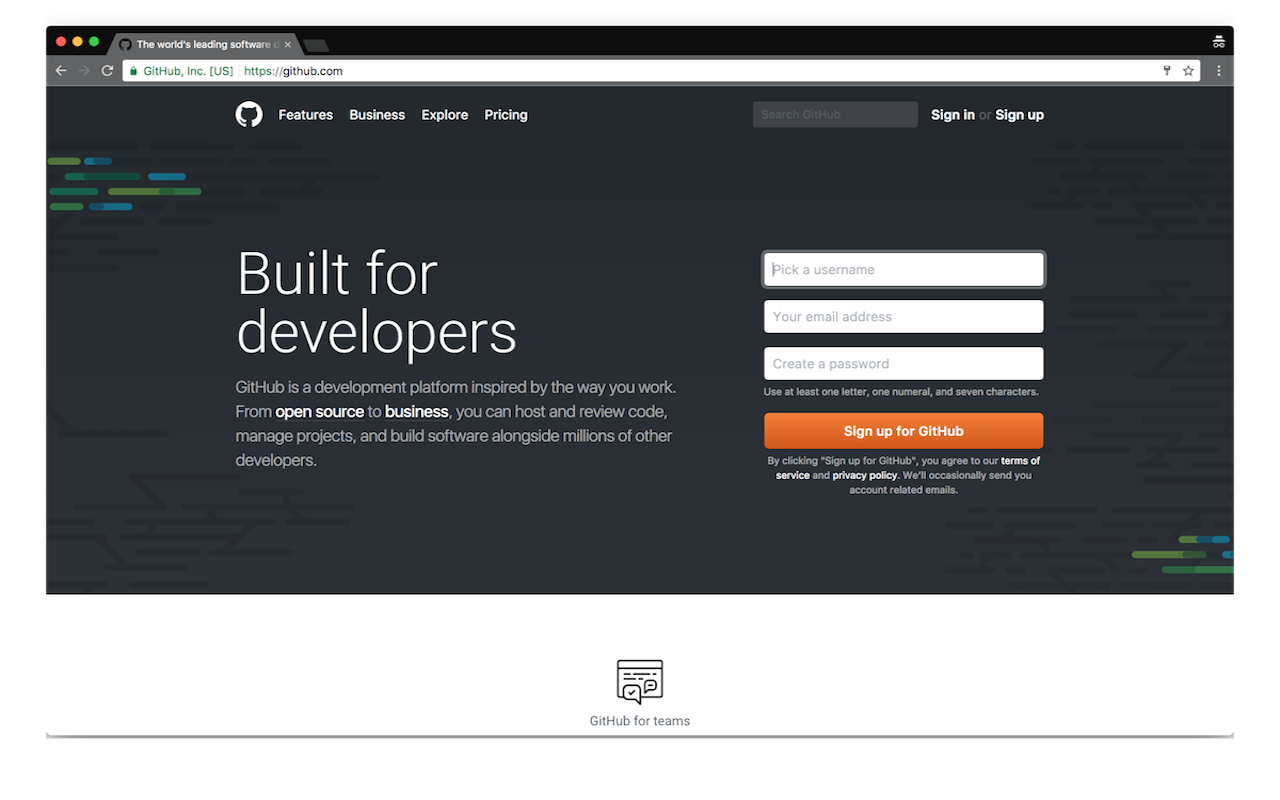 The world's leading software d
GitHub, Inc. [US] https://github.com
Features Business Explore Pricing
Search GitHub
Sign in or Sign up
Built for
developers
GitHub is a development platform inspired by the way you work.
From open source to business, you can host and review code,
manage projects, and build software alongside millions of other
developers.
Pick a username
Your email address
Create a password
Use at least one letter, one numeral, and seven characters.
Sign up for GitHub
By clicking "Sign up for GitHub", you agree to our terms of
service and privacy policy. We'll occasionally send you
account related emails.
GitHub for teams